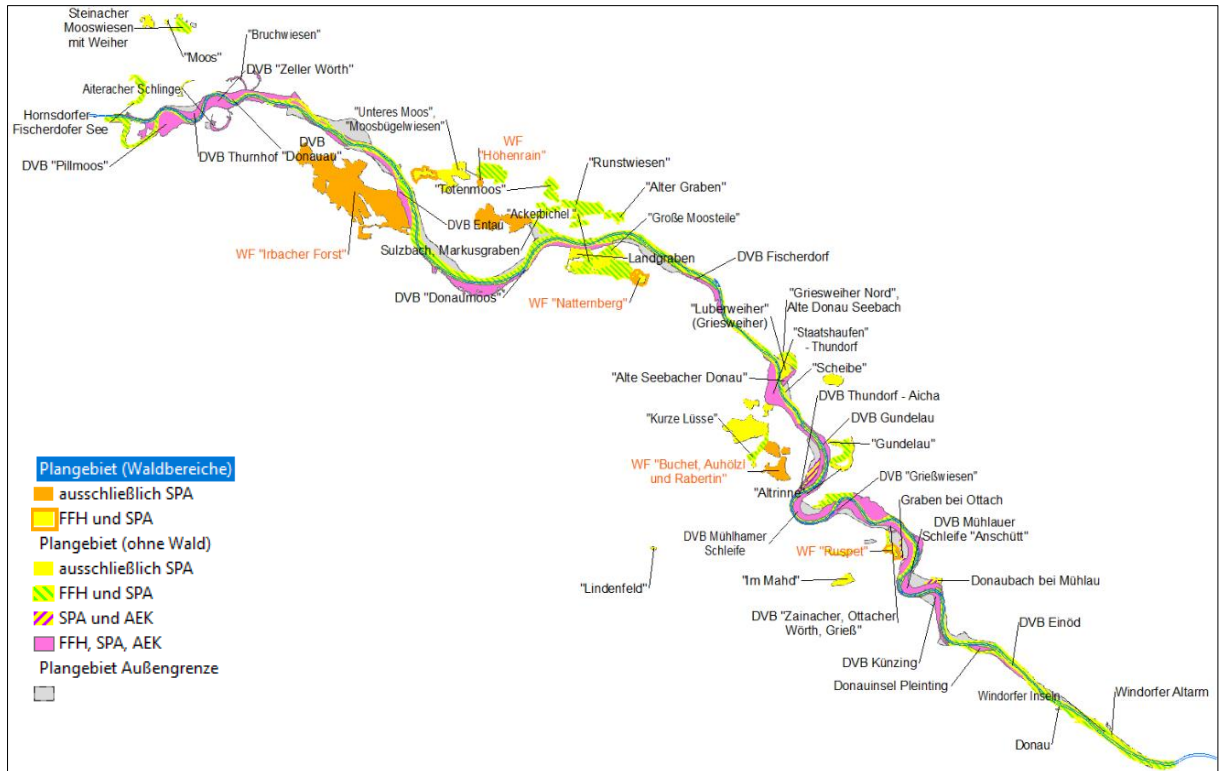 Steinacher
Mooswiesen
mit Weiher
"Moos"
"Bruchwiesen"
DVB "Zeller Wörth"
Aiteracher Schlinge
Hornsdorfer
Fischerdofer See
DVB "Pillmoos"
DVB Thurnhof
DVB
"Donauau"
"Unteres Moos",
"Moosbügelwiesen"
WF
"Höhenrain"
"Runstwiesen"
"Totenmoos"
"Alter Graben"
"Ackerbichel"
"Große Moosteile"
DVB Entau
Sulzbach, Markusgraben
Landgraben
WF "Irbacher Forst"
DVB "Donaumoos"
WF "Natternberg"
DVB Fischerdorf
"Griesweiher Nord",
Alte Donau Seebach
"Luberweiher"
(Griesweiher)
"Staatshaufen"
- Thundorf
"Alte Seebacher Donau"
"Scheibe"
DVB Thundorf - Aicha
"Kurze Lüsse"
DVB Gundelau
"Gundelau"
WF "Buchet, Auhölzl
und Rabertin"
"Altrinne"
DVB "Grießwiesen"
Graben bei Ottach
DVB Mühlhamer
Schleife
DVB Mühlauer
Schleife "Anschütt"
WF "Ruspet"
"Lindenfeld"
"Im Mahd"
Donaubach bei Mühlau
DVB "Zainacher, Ottacher
Wörth, Grieß"
DVB Einöd
DVB Künzing
Donauinsel Pleinting
Windorfer Inseln
Windorfer Altarm
Donau
Plangebiet (Waldbereiche)
ausschließlich SPA
FFH und SPA
Plangebiet (ohne Wald)
ausschließlich SPA
FFH und SPA
SPA und AEK
FFH, SPA, AEK
Plangebiet Außengrenze